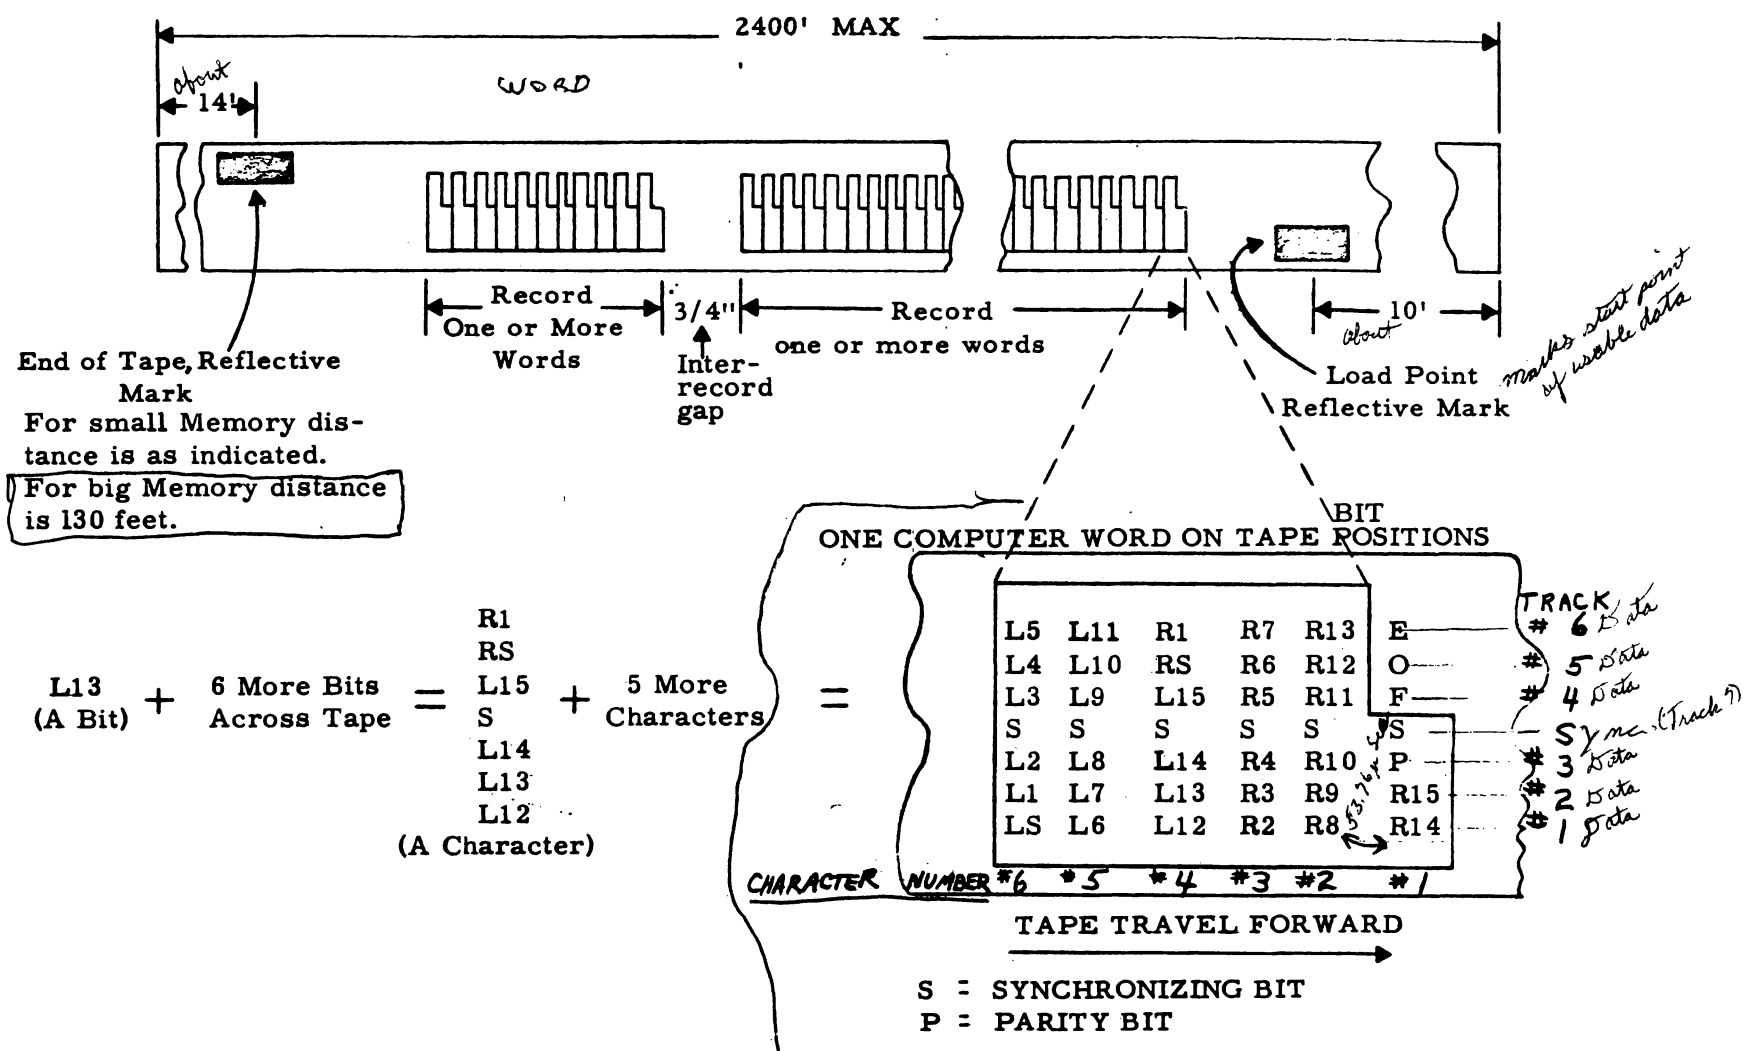 2400' MAX
about
14'
WORD
Record
One or More
Words
3/4"
Inter-
record
gap
Record
one or more words
10'
about
marks start point
of usable data
End of Tape, Reflective
Mark
For small Memory dis-
tance is as indicated.
For big Memory distance
is 130 feet.
Load Point
Reflective Mark
BIT
ONE COMPUTER WORD ON TAPE POSITIONS
L13
(A Bit)
+
6 More Bits
Across Tape
=
R1
RS
L15
S
L14
L13
L12
(A Character)
+
5 More
Characters
=
TRACK
L5 L11 R1 R7 R13 E # 6 Data
L4 L10 RS R6 R12 O # 5 Data
L3 L9 L15 R5 R11 F # 4 Data
S S S S S S Sync. (Track 7)
L2 L8 L14 R4 R10 P # 3 Data
L1 L7 L13 R3 R9 R15 # 2 Data
LS L6 L12 R2 R8 R14 # 1 Data
53.76
CHARACTER NUMBER #6 #5 #4 #3 #2 #1
TAPE TRAVEL FORWARD
S = SYNCHRONIZING BIT
P = PARITY BIT